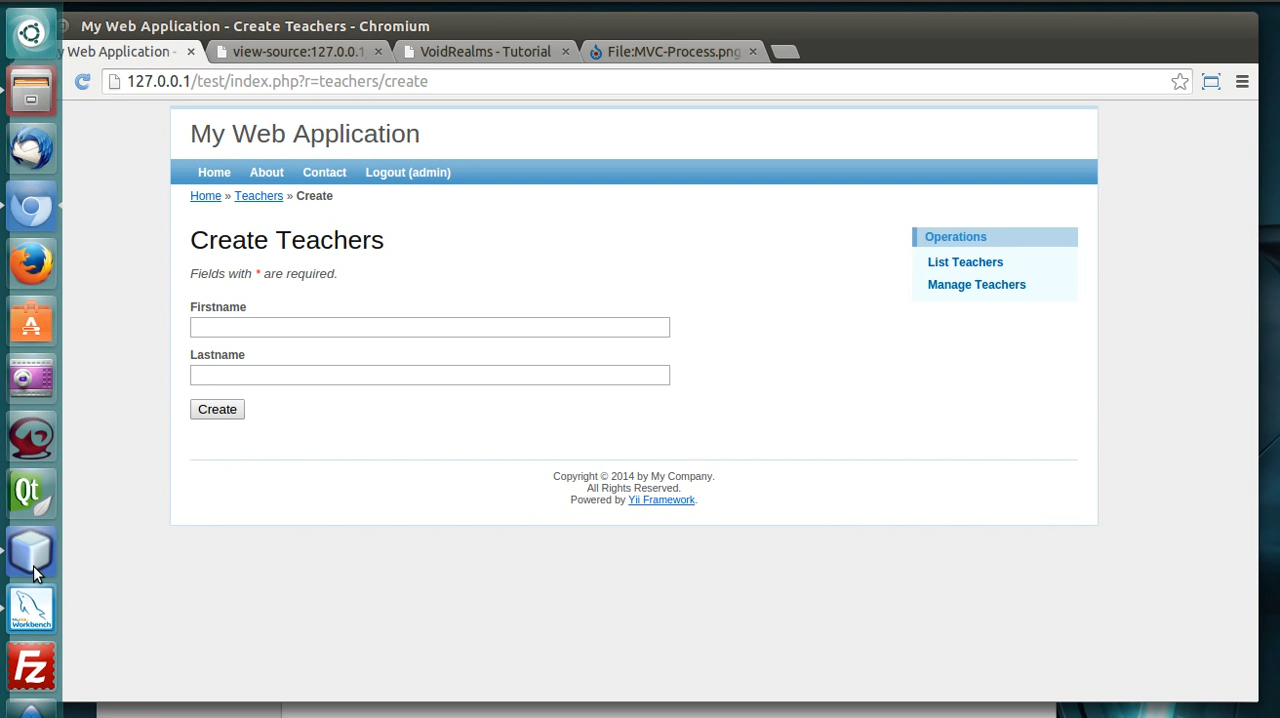 My Web Application - Create Teachers - Chromium
y Web Application -
view-source:127.0.0.1
VoidRealms - Tutorial
File:MVC-Process.png
127.0.0.1/test/index.php?r=teachers/create
My Web Application
Home About Contact Logout (admin)
Home » Teachers » Create
Create Teachers
Operations
List Teachers
Manage Teachers
Fields with * are required.
Firstname
Lastname
Create
Copyright © 2014 by My Company.
All Rights Reserved.
Powered by Yii Framework.
Qt
Workbench
Fz